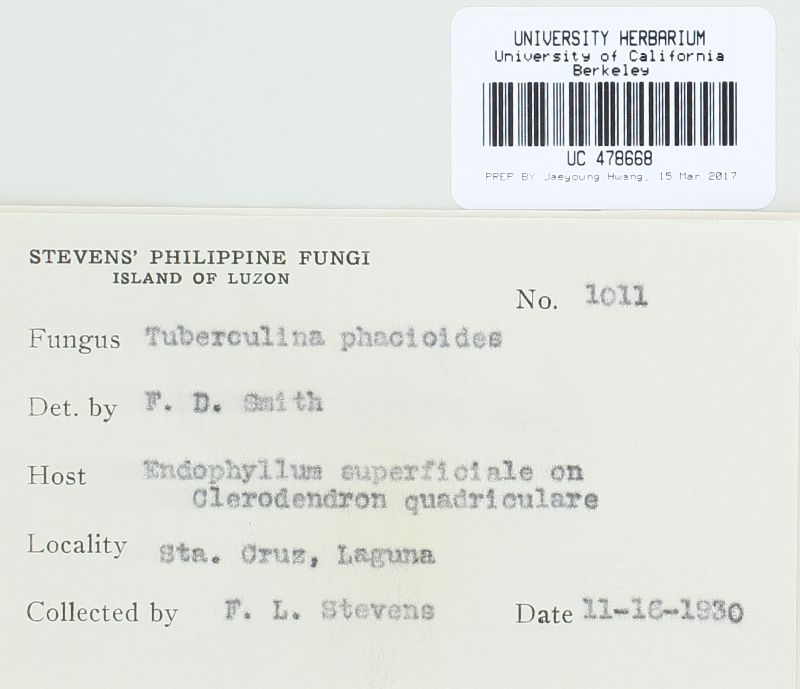 UNIVERSITY HERBARIUM
University of California
Berkeley
UC 478668
PREP BY Jaeyoung Hwang, 15 Mar 2017
STEVENS' PHILIPPINE FUNGI
ISLAND OF LUZON
No. 1011
Fungus Tuberculina phacioides
Det. by F. D. Smith
Host Endophyllum superficiale on
Clerodendron quadriculare
Locality Sta. Cruz, Laguna
Collected by F. L. Stevens Date 11-16-1930